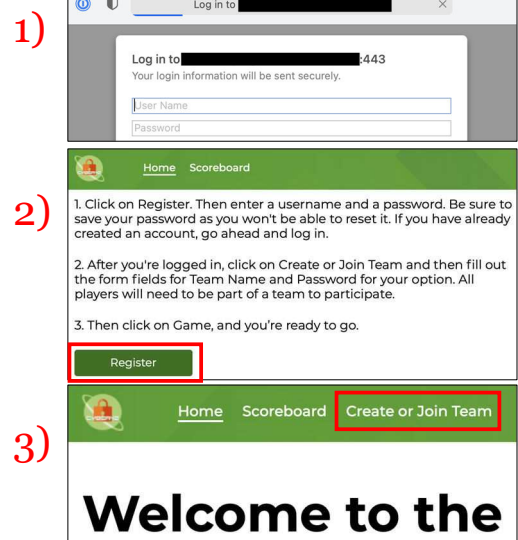 1)
Log in to
Log in to :443
Your login information will be sent securely.
User Name
Password
2)
Home Scoreboard
1. Click on Register. Then enter a username and a password. Be sure to
save your password as you won't be able to reset it. If you have already
created an account, go ahead and log in.
2. After you're logged in, click on Create or Join Team and then fill out
the form fields for Team Name and Password for your option. All
players will need to be part of a team to participate.
3. Then click on Game, and you're ready to go.
Register
3)
Home Scoreboard Create or Join Team
Welcome to the